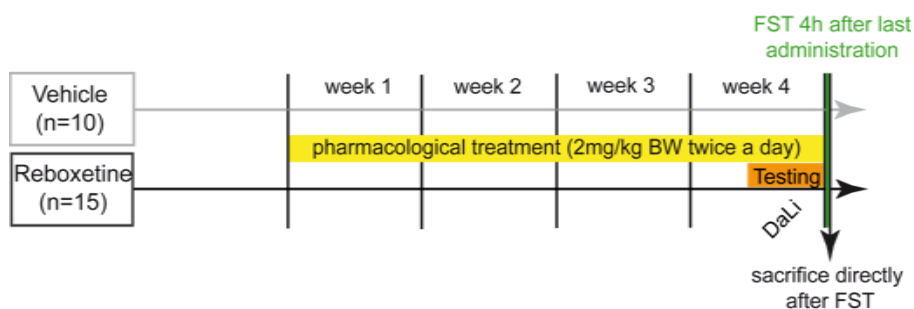 FST 4h after last
administration
week 1
week 2
week 3
week 4
Vehicle
(n=10)
pharmacological treatment (2mg/kg BW twice a day)
Reboxetine
(n=15)
Testing
DaLi
sacrifice directly
after FST